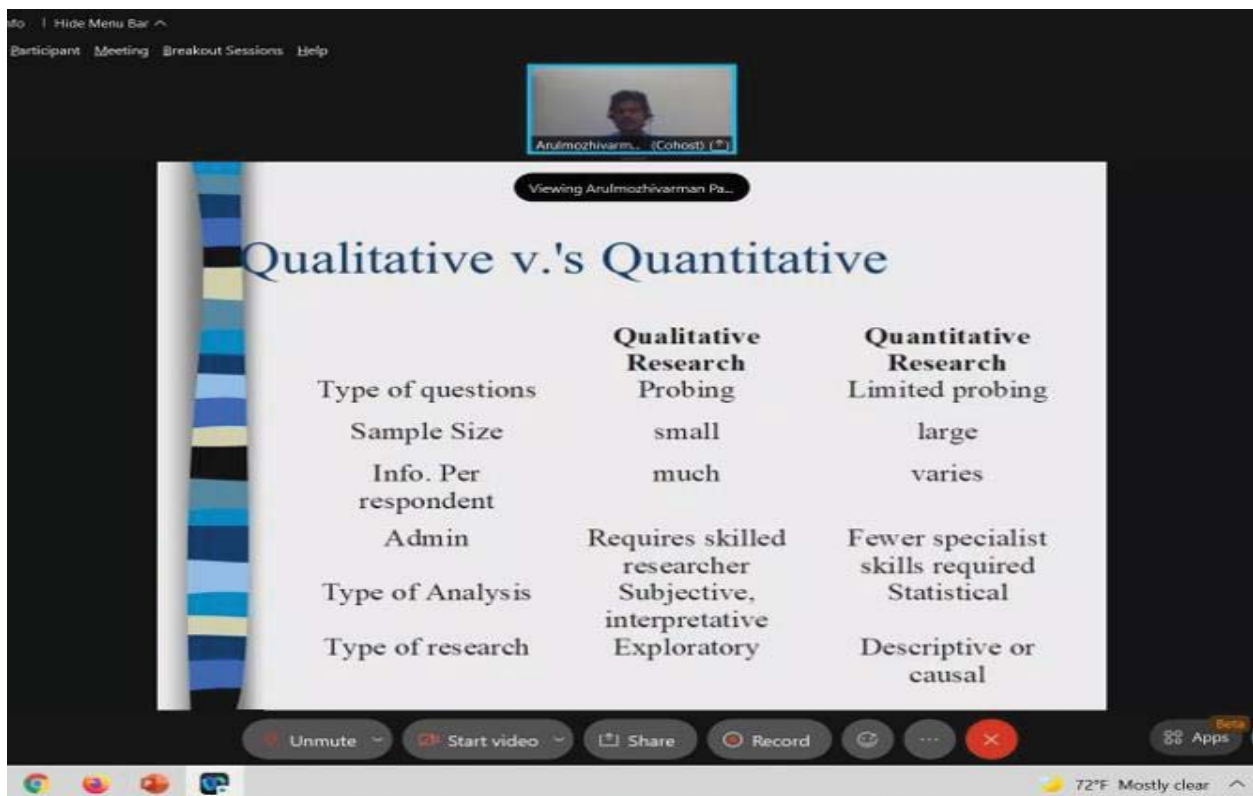 nfo | Hide Menu Bar ^
Participant Meeting Breakout Sessions Help
Arulmozhivarm... (Cohost)
Viewing Arulmozhivarman Pa...
Qualitative v.'s Quantitative
Qualitative Research Quantitative Research
Type of questions Probing Limited probing
Sample Size small large
Info. Per respondent much varies
Admin Requires skilled researcher Fewer specialist skills required
Type of Analysis Subjective, interpretative Statistical
Type of research Exploratory Descriptive or causal
Unmute Start video Share Record Apps Beta
72°F Mostly clear